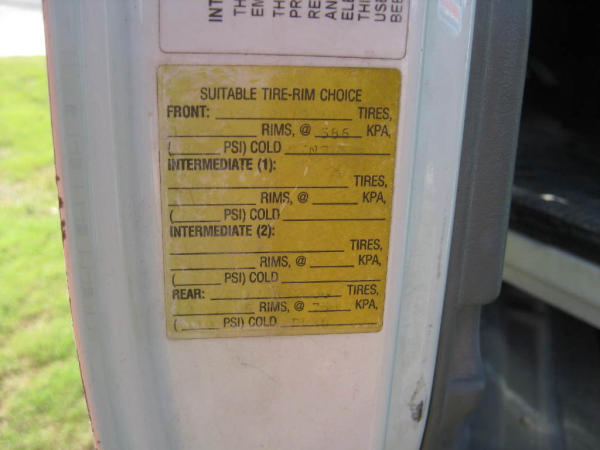 SUITABLE TIRE-RIM CHOICE
FRONT: TIRES,
RIMS, @ KPA,
( PSI) COLD
INTERMEDIATE (1):
TIRES,
RIMS, @ KPA,
( PSI) COLD
INTERMEDIATE (2):
TIRES,
RIMS, @ KPA,
( PSI) COLD
REAR: TIRES,
RIMS, @ KPA,
( PSI) COLD